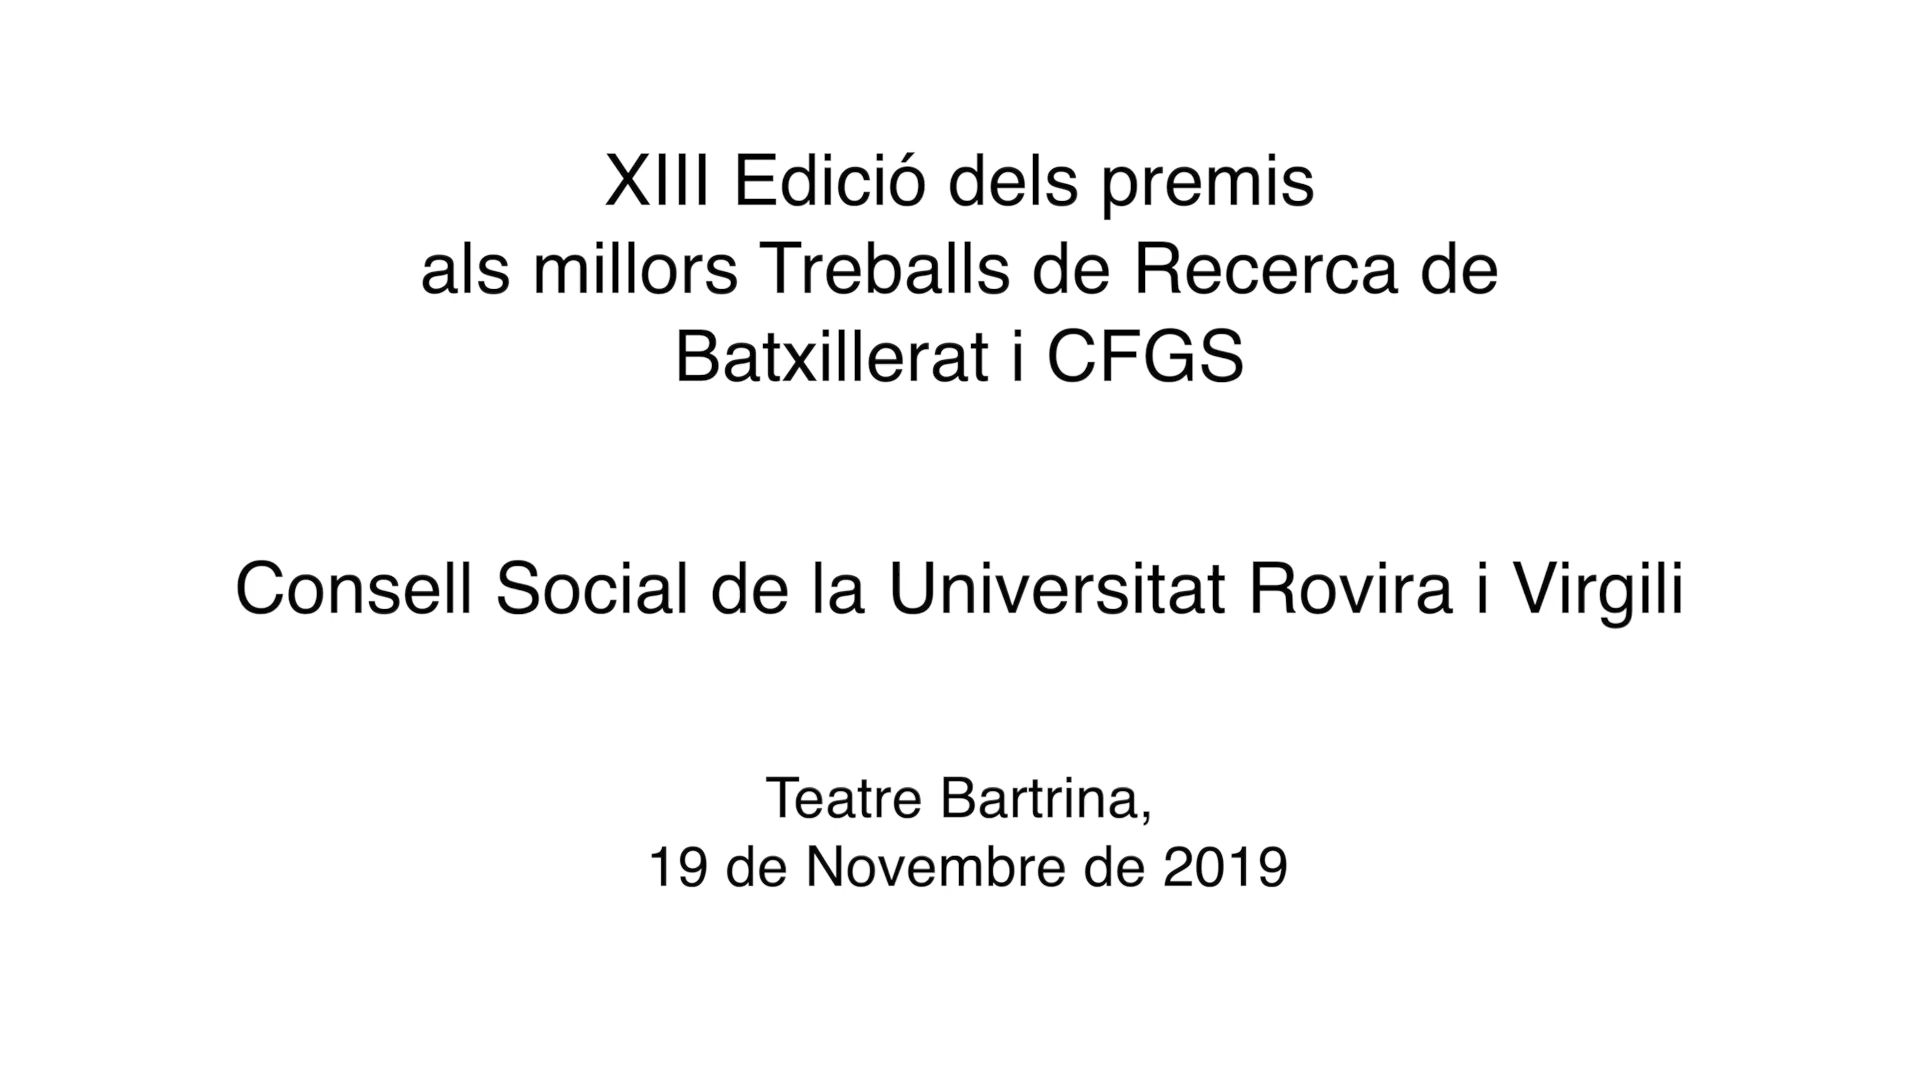 XIII Edició dels premis
als millors Treballs de Recerca de
Batxillerat i CFGS
Consell Social de la Universitat Rovira i Virgili
Teatre Bartrina,
19 de Novembre de 2019